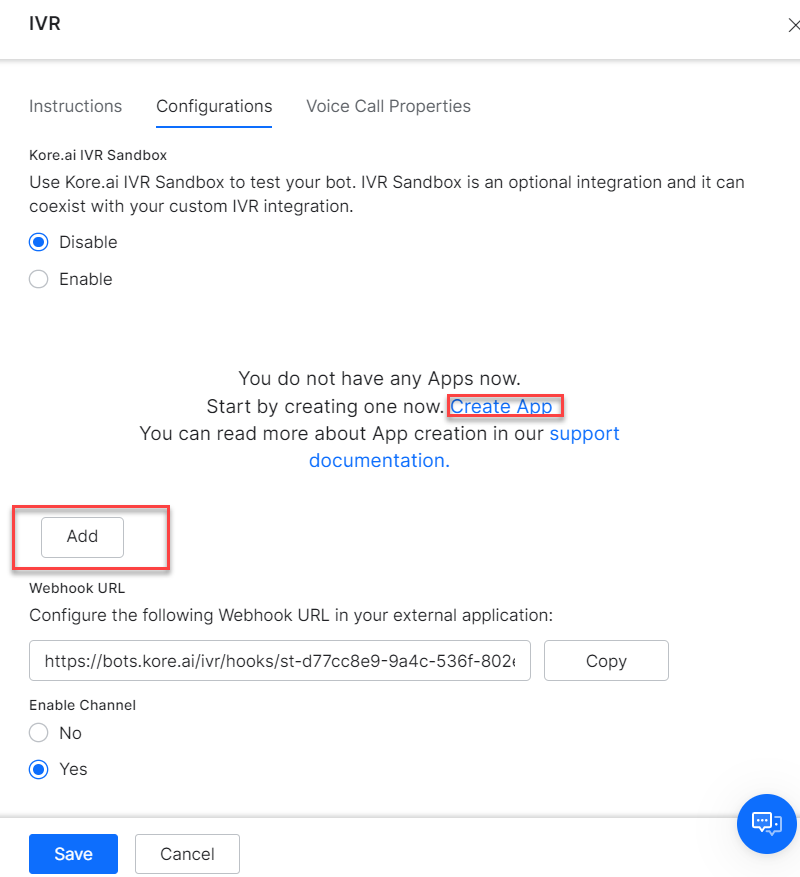 IVR
Instructions Configurations Voice Call Properties
Kore.ai IVR Sandbox
Use Kore.ai IVR Sandbox to test your bot. IVR Sandbox is an optional integration and it can
coexist with your custom IVR integration.
Disable
Enable
You do not have any Apps now.
Start by creating one now. Create App
You can read more about App creation in our support
documentation.
Add
Webhook URL
Configure the following Webhook URL in your external application:
https://bots.kore.ai/ivr/hooks/st-d77cc8e9-9a4c-536f-802e Copy
Enable Channel
No
Yes
Save Cancel